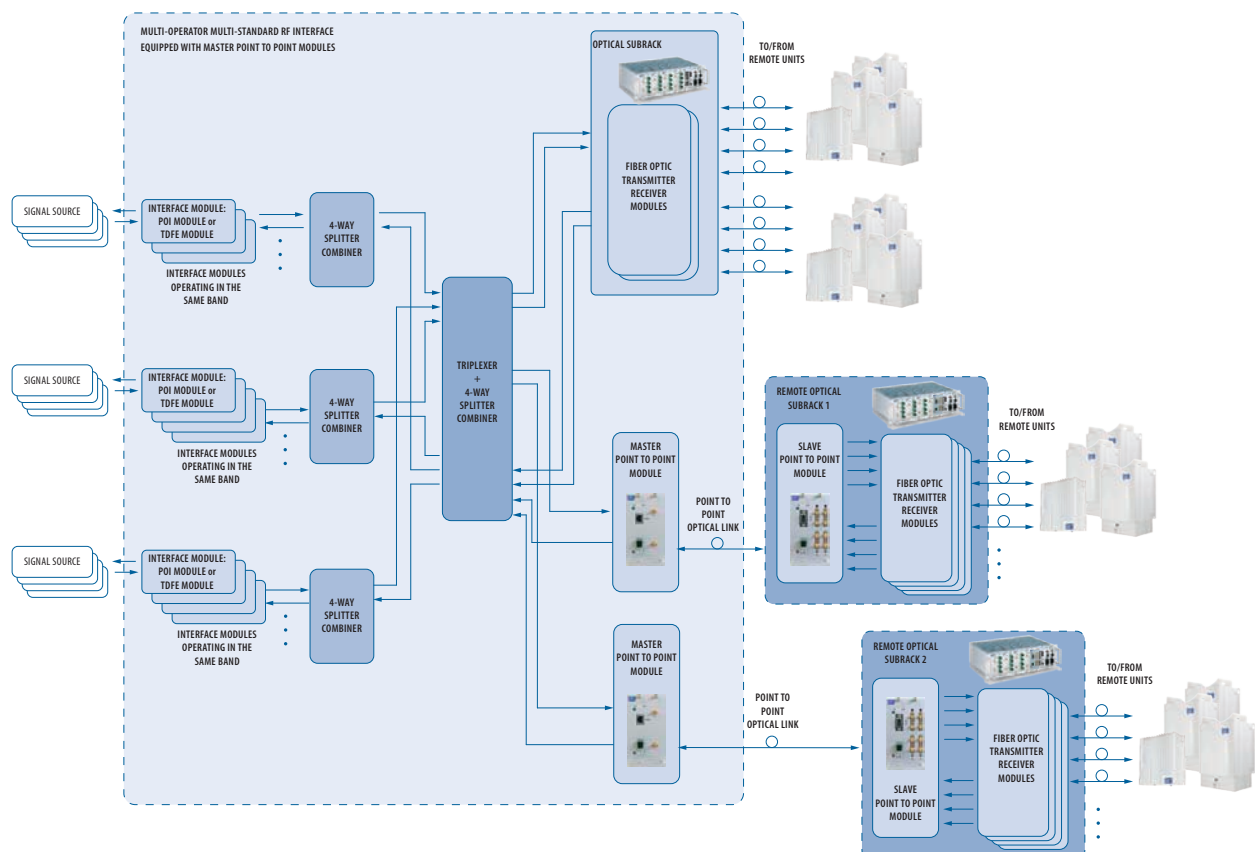 MULTI-OPERATOR MULTI-STANDARD RF INTERFACE
EQUIPPED WITH MASTER POINT TO POINT MODULES
OPTICAL SUBRACK
TO/FROM
REMOTE UNITS
FIBER OPTIC
TRANSMITTER
RECEIVER
MODULES
SIGNAL SOURCE
INTERFACE MODULE:
POI MODULE or
TDFE MODULE
INTERFACE MODULES
OPERATING IN THE
SAME BAND
4-WAY
SPLITTER
COMBINER
SIGNAL SOURCE
INTERFACE MODULE:
POI MODULE or
TDFE MODULE
INTERFACE MODULES
OPERATING IN THE
SAME BAND
4-WAY
SPLITTER
COMBINER
TRIPLEXER
+
4-WAY
SPLITTER
COMBINER
SIGNAL SOURCE
INTERFACE MODULE:
POI MODULE or
TDFE MODULE
INTERFACE MODULES
OPERATING IN THE
SAME BAND
4-WAY
SPLITTER
COMBINER
MASTER
POINT TO POINT
MODULE
POINT TO
POINT
OPTICAL LINK
REMOTE OPTICAL
SUBRACK 1
SLAVE
POINT TO POINT
MODULE
FIBER OPTIC
TRANSMITTER
RECEIVER
MODULES
TO/FROM
REMOTE UNITS
MASTER
POINT TO POINT
MODULE
POINT TO
POINT
OPTICAL LINK
REMOTE OPTICAL
SUBRACK 2
SLAVE
POINT TO POINT
MODULE
FIBER OPTIC
TRANSMITTER
RECEIVER
MODULES
TO/FROM
REMOTE UNITS